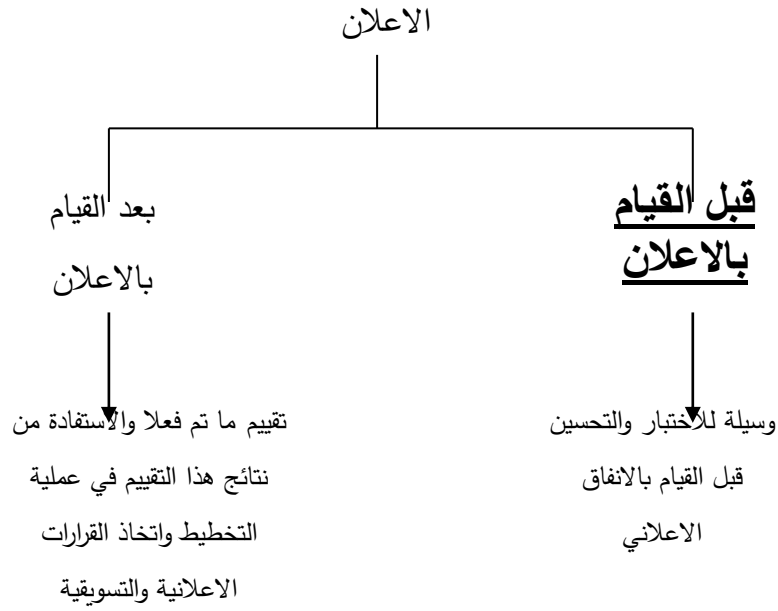 الاعلان
قبل القيام
بالاعلان
بعد القيام
بالاعلان
وسيلة للاختبار والتحسين
قبل القيام بالانفاق
الاعلاني
تقييم ما تم فعلا والاستفادة من
نتائج هذا التقييم في عملية
التخطيط واتخاذ القرارات
الاعلانية والتسويقية